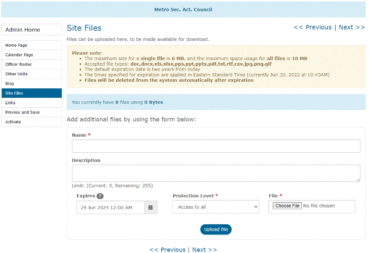 Metro Sec. Act. Council
Admin Home
Home Page
Calendar Page
Officer Roster
Other Units
Blog
Site Files
Links
Preview and Save
Activate
Site Files
<< Previous | Next >>
Files can be uploaded here, to be made available for download.
Please note:
• The maximum size for a single file is 6 MB, and the maximum space usage for all files is 10 MB
• Accepted file types: doc,docx,xls,xlsx,pps,ppt,pptx,pdf,txt,rtf,csv,jpg,png,gif
• The default expiration date is two years from today
• The times specified for expiration are applied in Eastern Standard Time (currently Jun 30, 2022 at 10:43AM)
• Files will be deleted from the system automatically after expiration
You currently have 0 files using 0 Bytes
Add additional files by using the form below:
Name *
Description
Limit: (Current: 0, Remaining: 255)
Expires ?
29 Jun 2024 12:00 AM
Protection Level *
Access to all
File *
Choose File No file chosen
Upload File
<< Previous | Next >>